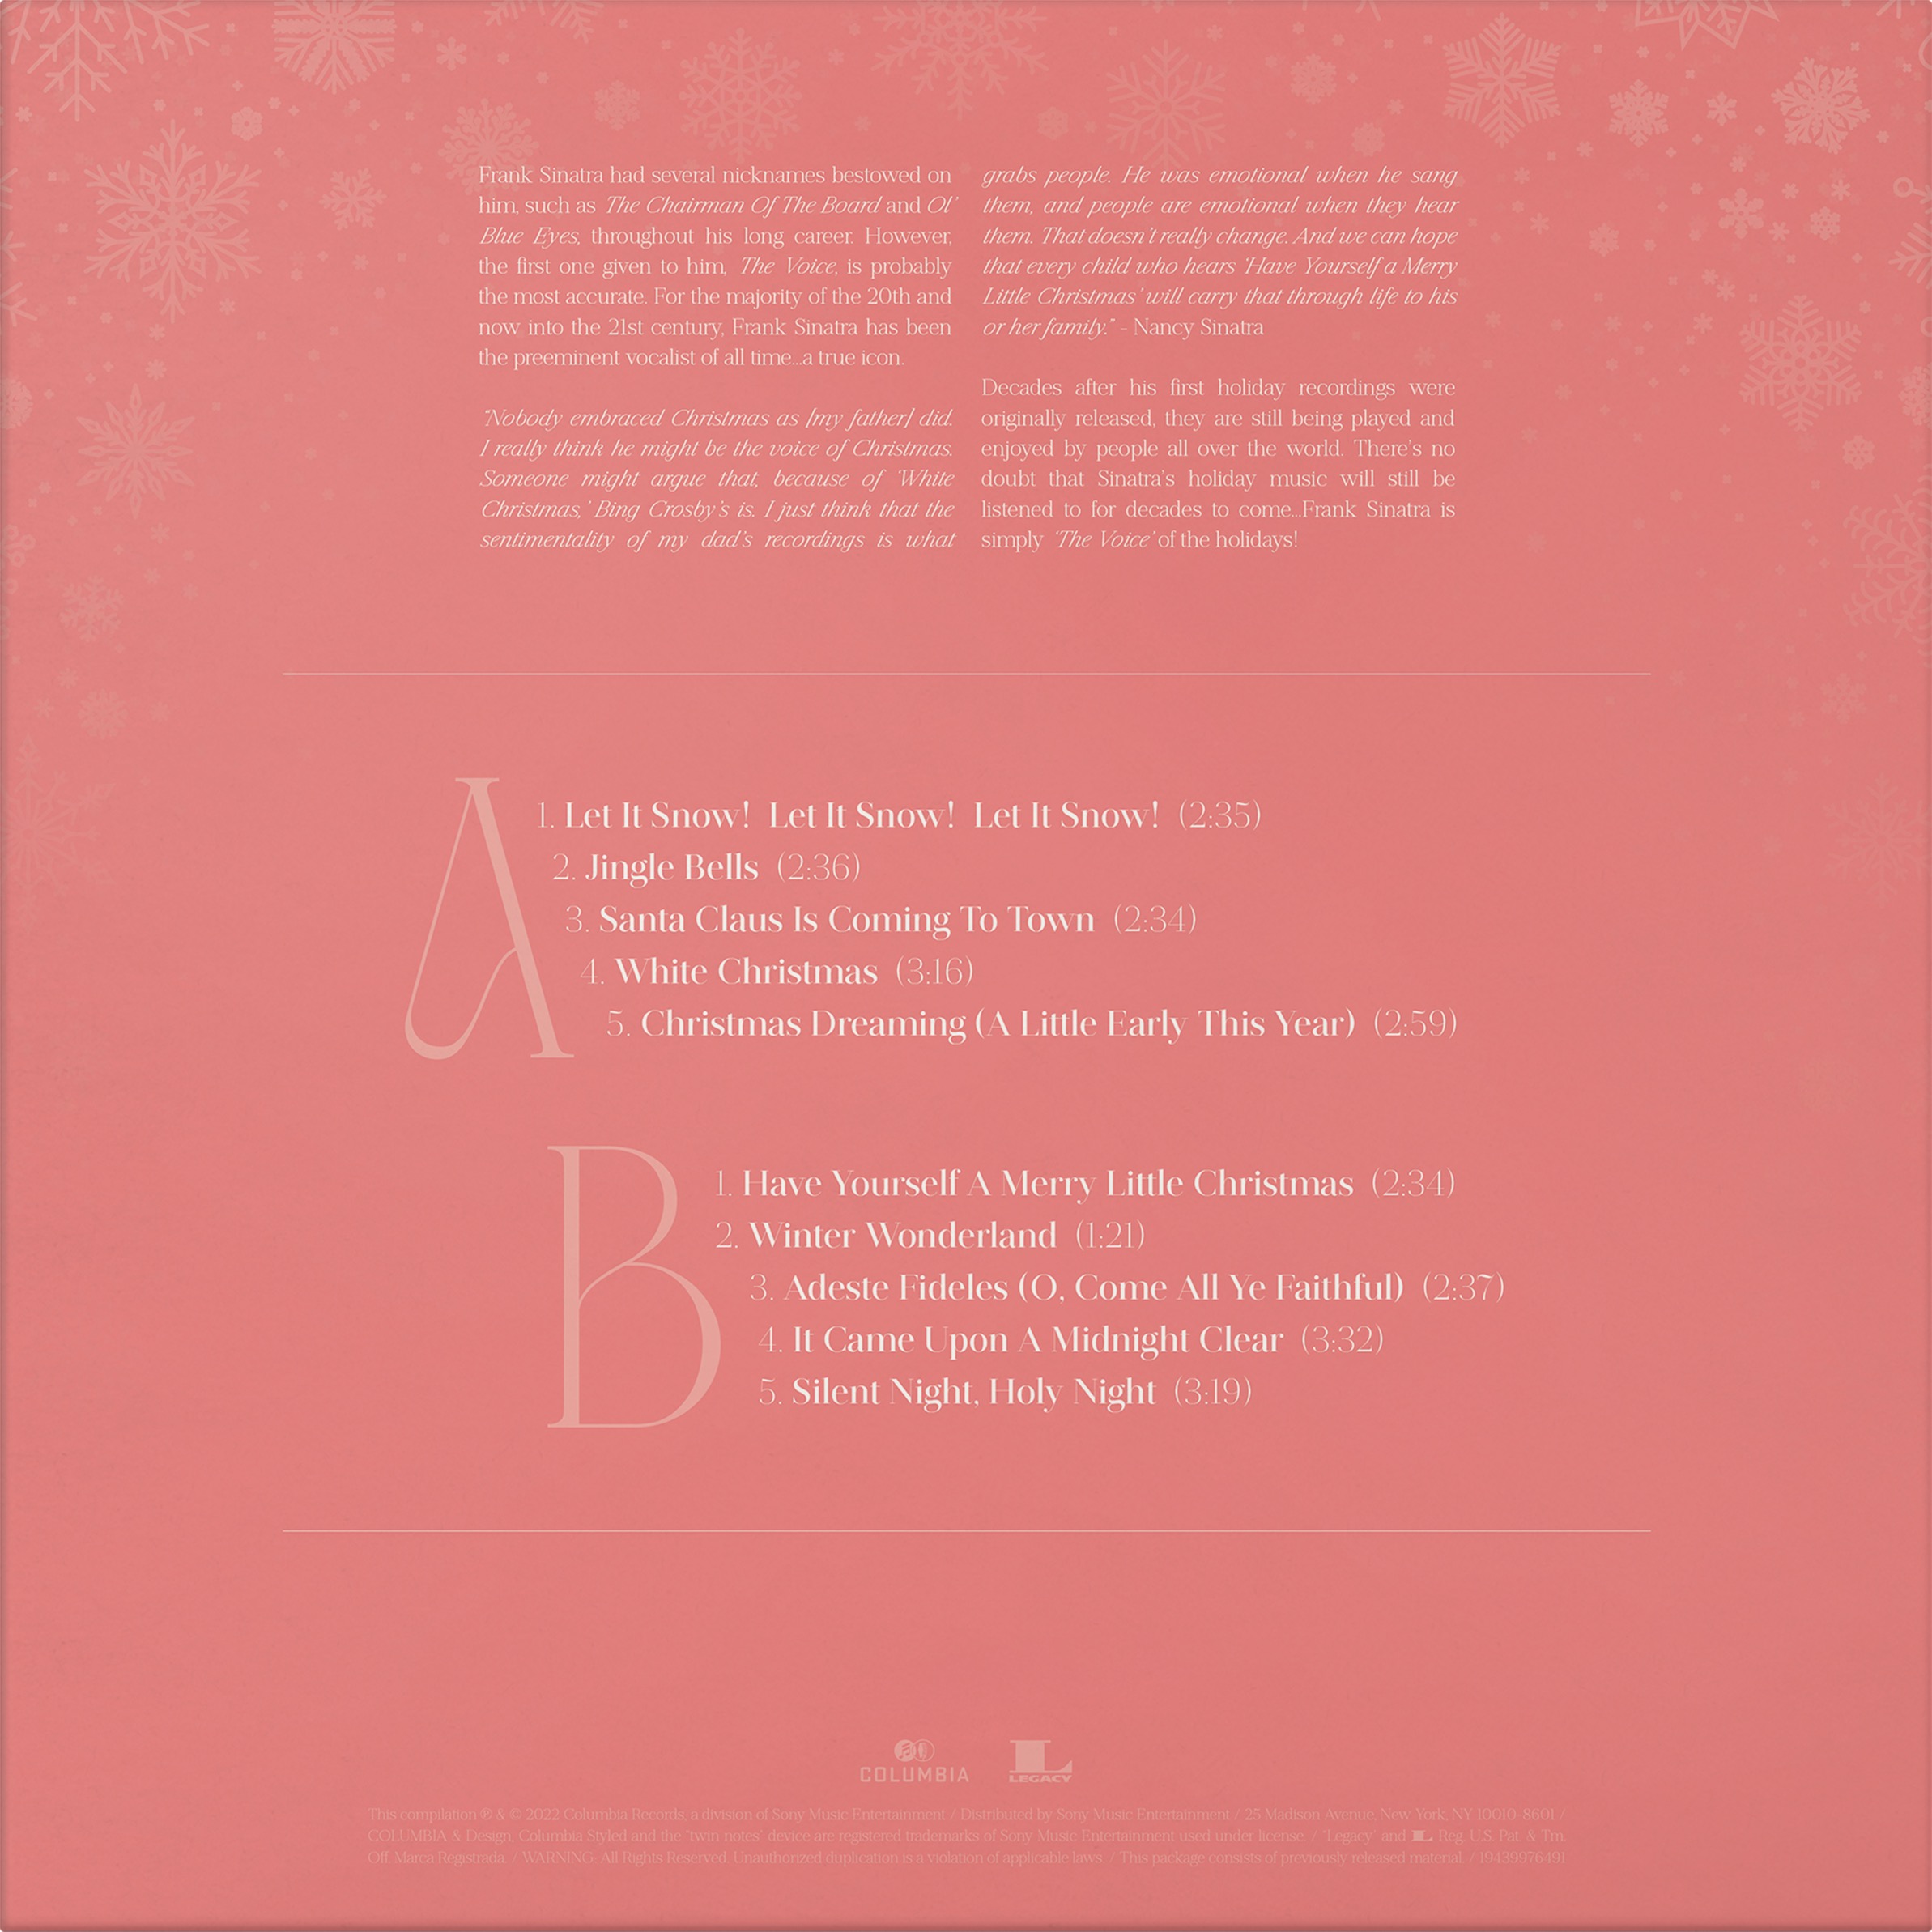 Frank Sinatra had several nicknames bestowed on
him, such as The Chairman Of The Board and Ol'
Blue Eyes, throughout his long career. However,
the first one given to him, The Voice, is probably
the most accurate. For the majority of the 20th and
now into the 21st century, Frank Sinatra has been
the preeminent vocalist of all time...a true icon.
"Nobody embraced Christmas as [my father] did.
I really think he might be the voice of Christmas.
Someone might argue that, because of 'White
Christmas,' Bing Crosby's is. I just think that the
sentimentality of my dad's recordings is what
grabs people. He was emotional when he sang
them, and people are emotional when they hear
them. That doesn't really change. And we can hope
that every child who hears 'Have Yourself a Merry
Little Christmas' will carry that through life to his
or her family." - Nancy Sinatra
Decades after his first holiday recordings were
originally released, they are still being played and
enjoyed by people all over the world. There's no
doubt that Sinatra's holiday music will still be
listened to for decades to come...Frank Sinatra is
simply 'The Voice' of the holidays!
A
1. Let It Snow! Let It Snow! Let It Snow! (2:35)
2. Jingle Bells (2:36)
3. Santa Claus Is Coming To Town (2:34)
4. White Christmas (3:16)
5. Christmas Dreaming (A Little Early This Year) (2:59)
B
1. Have Yourself A Merry Little Christmas (2:34)
2. Winter Wonderland (1:21)
3. Adeste Fideles (O, Come All Ye Faithful) (2:37)
4. It Came Upon A Midnight Clear (3:32)
5. Silent Night, Holy Night (3:19)
COLUMBIA
L LEGACY
This compilation ℗ & © 2022 Columbia Records, a division of Sony Music Entertainment / Distributed by Sony Music Entertainment / 25 Madison Avenue, New York, NY 10010-8601 /
COLUMBIA & Design, Columbia Styled and the "twin notes" device are registered trademarks of Sony Music Entertainment used under license. / "Legacy" and L Reg. U.S. Pat. & Tm.
Off. Marca Registrada. / WARNING: All Rights Reserved. Unauthorized duplication is a violation of applicable laws. / This package consists of previously released material. / 19439976491